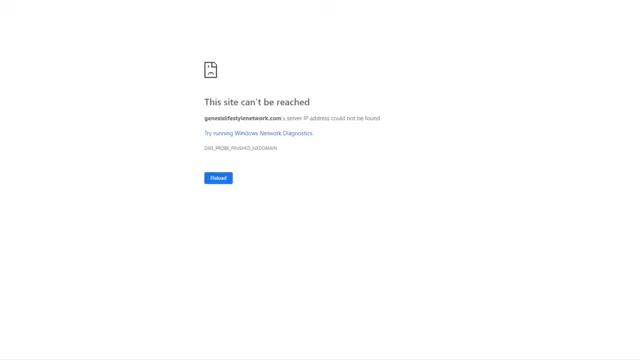 This site can't be reached
genesislifestylenetwork.com's server IP address could not be found.
Try running Windows Network Diagnostics.
DNS_PROBE_FINISHED_NXDOMAIN
Reload